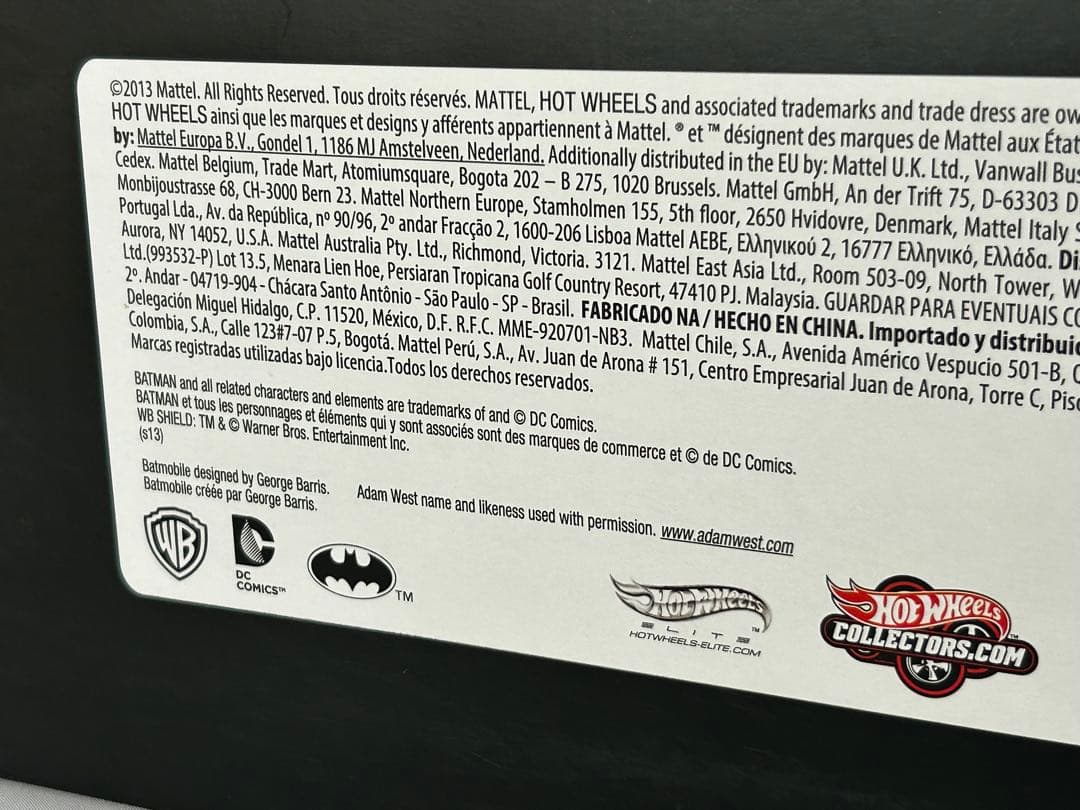 ©2013 Mattel. All Rights Reserved. Tous droits réservés. MATTEL, HOT WHEELS and associated trademarks and trade dress are ow
HOT WHEELS ainsi que les marques et designs y afférents appartiennent à Mattel. ® et ™ désignent des marques de Mattel aux État
by: Mattel Europa B.V., Gondel 1, 1186 MJ Amstelveen, Nederland. Additionally distributed in the EU by: Mattel U.K. Ltd., Vanwall Bus
Cedex. Mattel Belgium, Trade Mart, Atomiumsquare, Bogota 202 – B 275, 1020 Brussels. Mattel GmbH, An der Trift 75, D-63303 D
Monbijoustrasse 68, CH-3000 Bern 23. Mattel Northern Europe, Stamholmen 155, 5th floor, 2650 Hvidovre, Denmark, Mattel Italy S
Portugal Lda., Av. da República, nº 90/96, 2º andar Fracção 2, 1600-206 Lisboa Mattel AEBE, Ελληνικού 2, 16777 Ελληνικό, Ελλάδα. Di
Aurora, NY 14052, U.S.A. Mattel Australia Pty. Ltd., Richmond, Victoria. 3121. Mattel East Asia Ltd., Room 503-09, North Tower, W
Ltd.(993532-P) Lot 13.5, Menara Lien Hoe, Persiaran Tropicana Golf Country Resort, 47410 PJ. Malaysia. GUARDAR PARA EVENTUAIS CO
2º. Andar - 04719-904 - Chácara Santo Antônio - São Paulo - SP - Brasil. FABRICADO NA / HECHO EN CHINA. Importado y distribuid
Delegación Miguel Hidalgo, C.P. 11520, México, D.F. R.F.C. MME-920701-NB3. Mattel Chile, S.A., Avenida Américo Vespucio 501-B, C
Colombia, S.A., Calle 123#7-07 P.5, Bogotá. Mattel Perú, S.A., Av. Juan de Arona # 151, Centro Empresarial Juan de Arona, Torre C, Piso
Marcas registradas utilizadas bajo licencia.Todos los derechos reservados.
BATMAN and all related characters and elements are trademarks of and © DC Comics.
BATMAN et tous les personnages et éléments qui y sont associés sont des marques de commerce et © de DC Comics.
WB SHIELD: TM & © Warner Bros. Entertainment Inc.
(s13)
Batmobile designed by George Barris.
Batmobile créée par George Barris.
Adam West name and likeness used with permission. www.adamwest.com
WB
DC
COMICS™
TM
HOT WHEELS™
ELITE
HOTWHEELS-ELITE.COM
HOT WHEELS™
COLLECTORS.COM